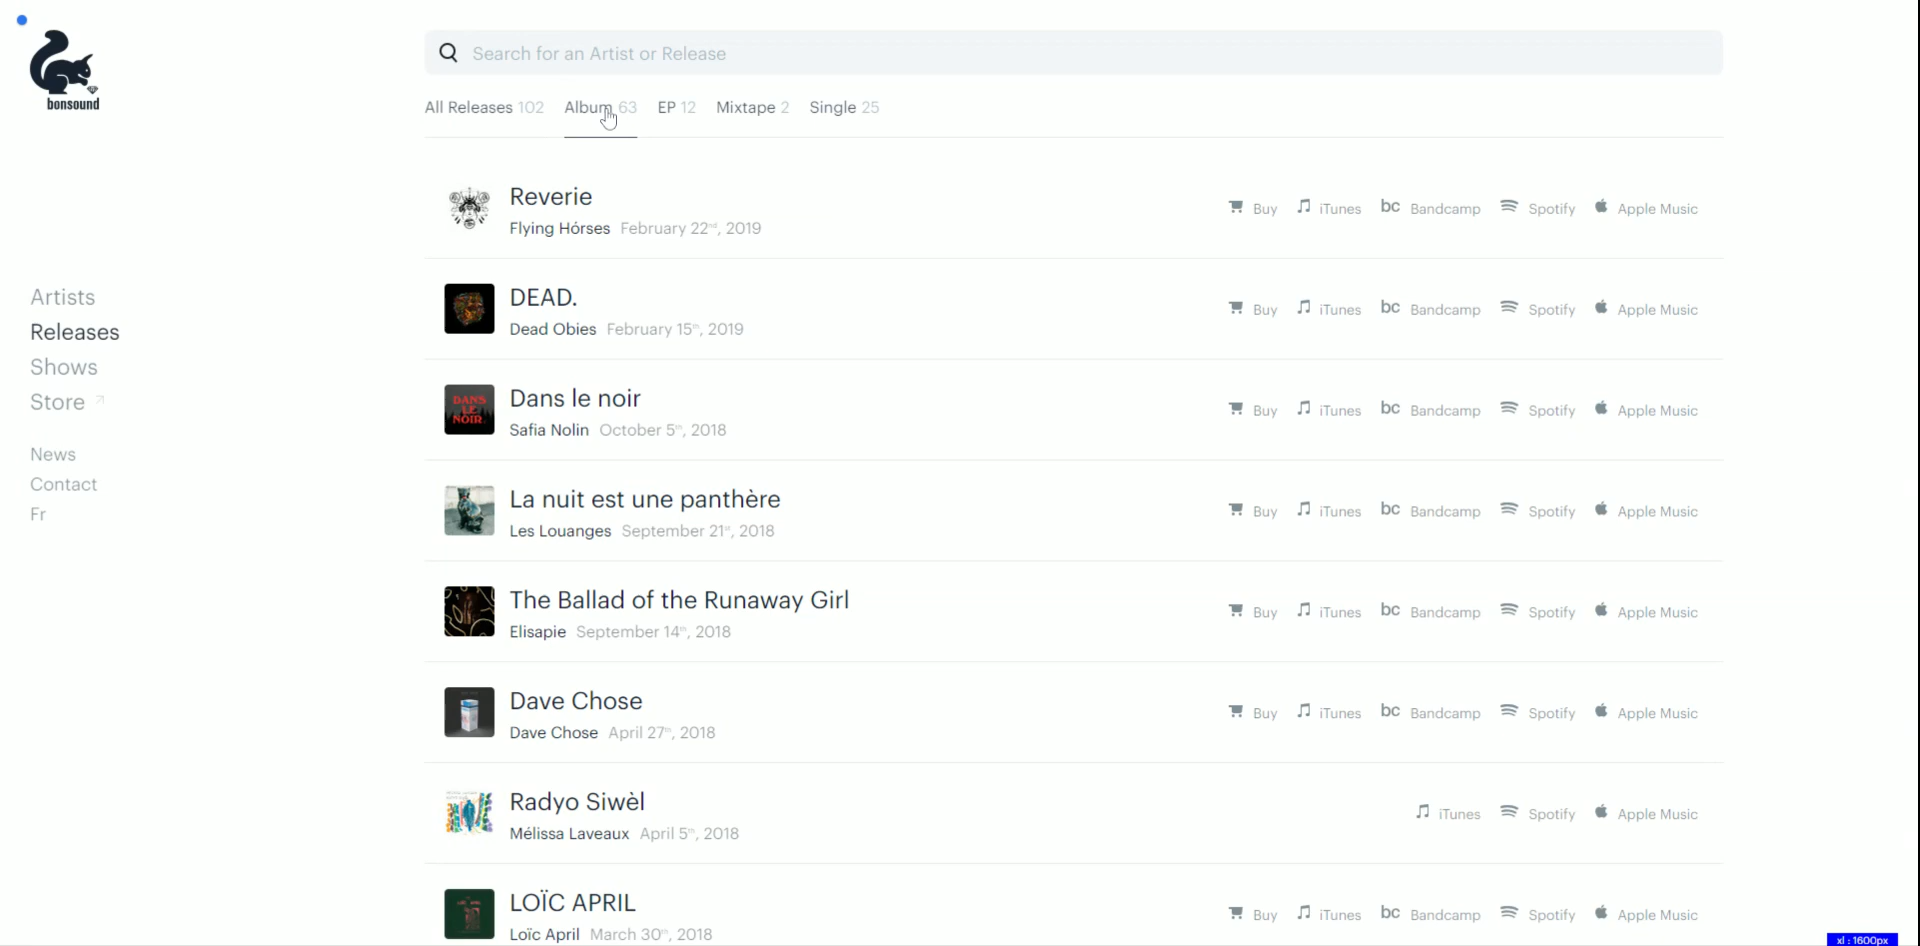 bonsound
Search for an Artist or Release
All Releases 102 Album 63 EP 12 Mixtape 2 Single 25
Artists
Releases
Shows
Store
News
Contact
Fr
Reverie
Flying Hórses February 22nd, 2019
Buy iTunes bc Bandcamp Spotify Apple Music
DEAD.
Dead Obies February 15th, 2019
Buy iTunes bc Bandcamp Spotify Apple Music
DANS
LE
NOIR
Dans le noir
Safia Nolin October 5th, 2018
Buy iTunes bc Bandcamp Spotify Apple Music
La nuit est une panthère
Les Louanges September 21st, 2018
Buy iTunes bc Bandcamp Spotify Apple Music
The Ballad of the Runaway Girl
Elisapie September 14th, 2018
Buy iTunes bc Bandcamp Spotify Apple Music
Dave Chose
Dave Chose April 27th, 2018
Buy iTunes bc Bandcamp Spotify Apple Music
Radyo Siwèl
Mélissa Laveaux April 5th, 2018
iTunes Spotify Apple Music
LOÏC APRIL
Loïc April March 30th, 2018
Buy iTunes bc Bandcamp Spotify Apple Music
xl : 1600px